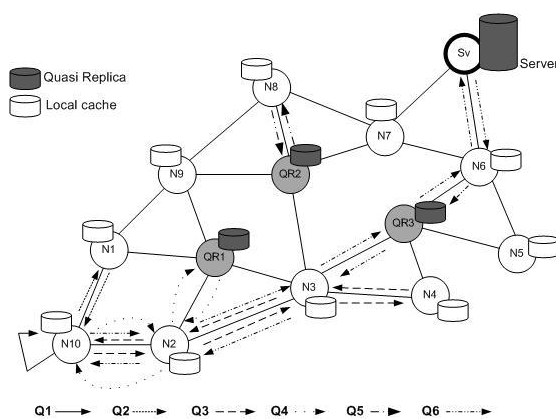 Sv
Server
Quasi Replica
Local cache
N8
N7
N6
N9
QR2
QR3
N1
QR1
N5
N3
N4
N10
N2
Q1 Q2 Q3 Q4 Q5 Q6